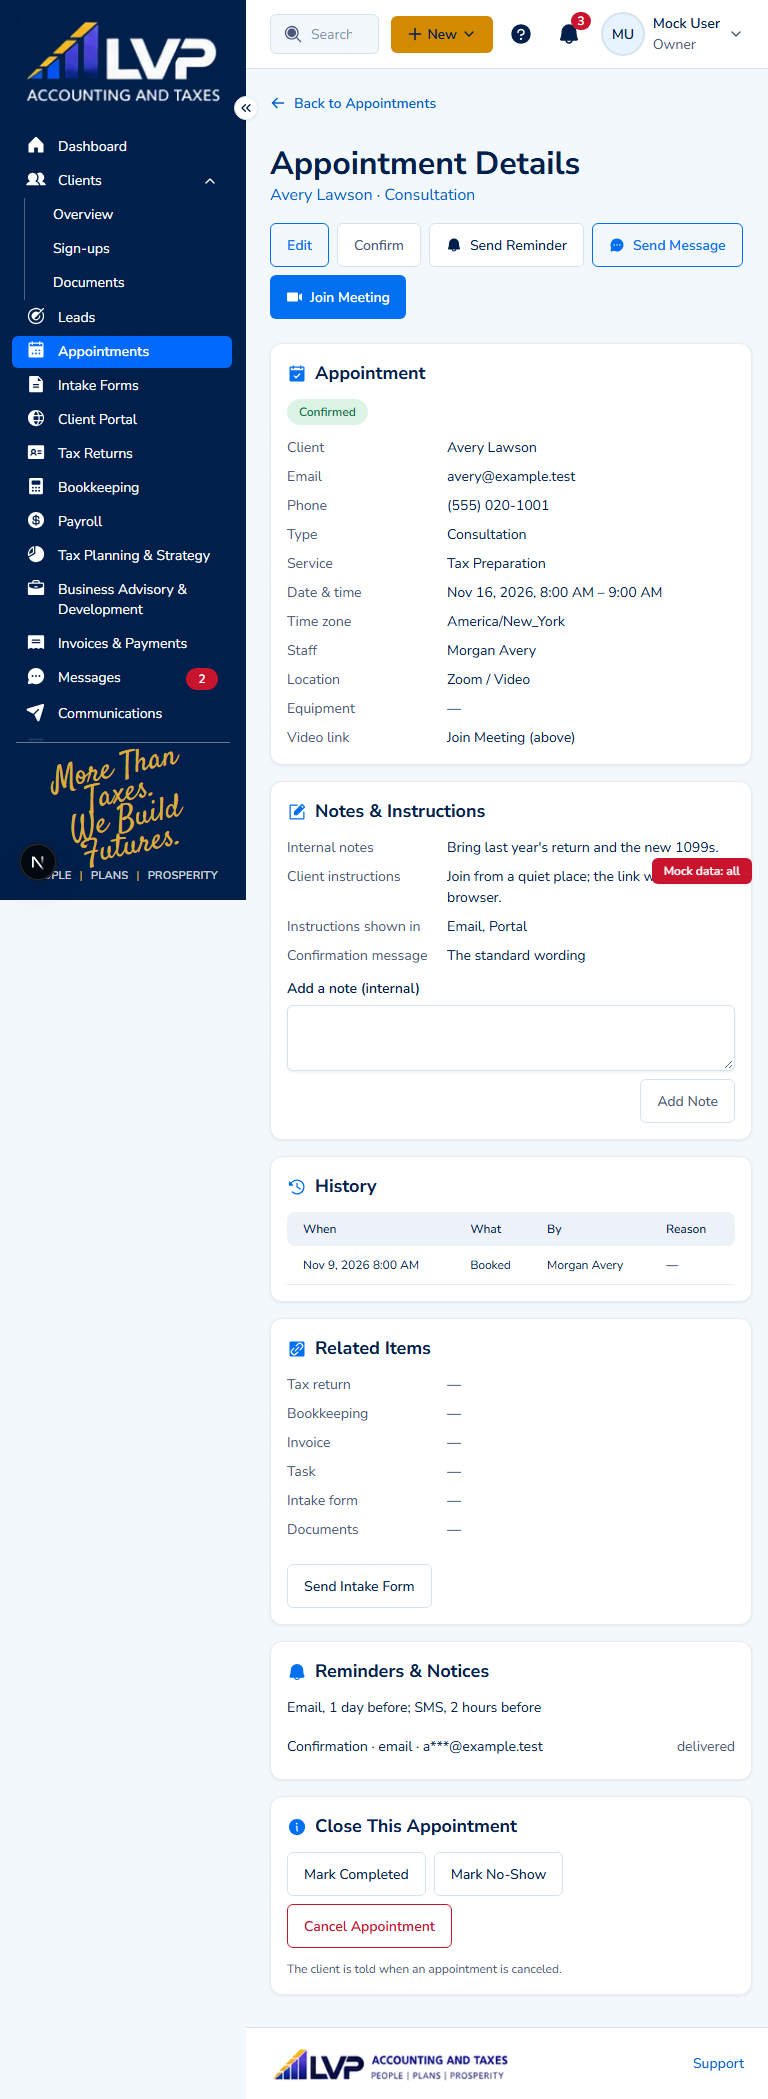 LVP
ACCOUNTING AND TAXES
Dashboard
Clients
Overview
Sign-ups
Documents
Leads
Appointments
Intake Forms
Client Portal
Tax Returns
Bookkeeping
Payroll
Tax Planning & Strategy
Business Advisory &
Development
Invoices & Payments
Messages 2
Communications
More Than
Taxes.
We Build
Futures.
N
PLE | PLANS | PROSPERITY
Search
+ New
3
MU
Mock User
Owner
Back to Appointments
Appointment Details
Avery Lawson · Consultation
Edit Confirm Send Reminder Send Message
Join Meeting
Appointment
Confirmed
Client Avery Lawson
Email avery@example.test
Phone (555) 020-1001
Type Consultation
Service Tax Preparation
Date & time Nov 16, 2026, 8:00 AM – 9:00 AM
Time zone America/New_York
Staff Morgan Avery
Location Zoom / Video
Equipment —
Video link Join Meeting (above)
Notes & Instructions
Internal notes Bring last year's return and the new 1099s.
Mock data: all
Client instructions Join from a quiet place; the link
browser.
Instructions shown in Email, Portal
Confirmation message The standard wording
Add a note (internal)
Add Note
History
When What By Reason
Nov 9, 2026 8:00 AM Booked Morgan Avery —
Related Items
Tax return —
Bookkeeping —
Invoice —
Task —
Intake form —
Documents —
Send Intake Form
Reminders & Notices
Email, 1 day before; SMS, 2 hours before
Confirmation · email · a***@example.test delivered
Close This Appointment
Mark Completed Mark No-Show
Cancel Appointment
The client is told when an appointment is canceled.
LVP ACCOUNTING AND TAXES
PEOPLE | PLANS | PROSPERITY
Support